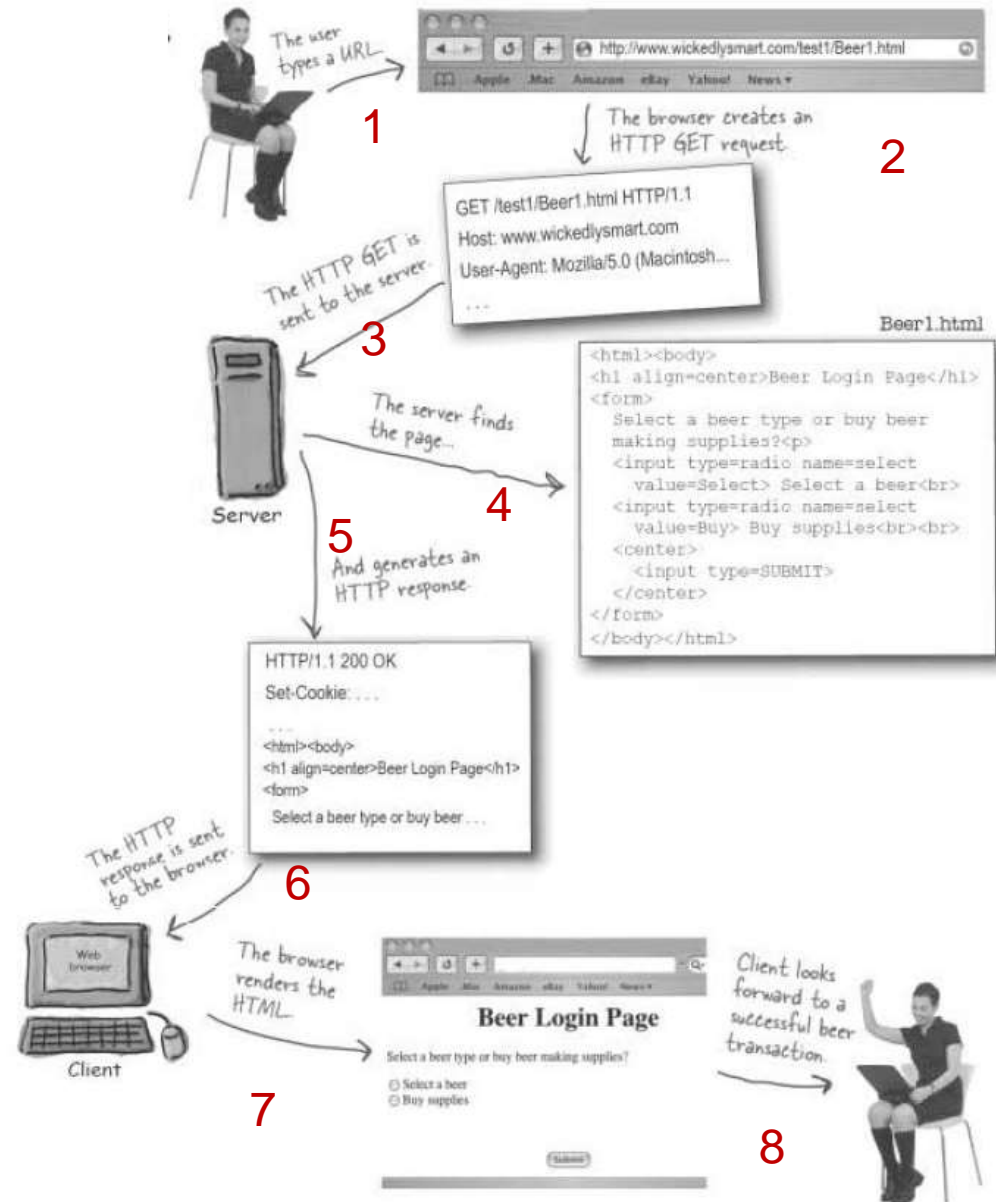 The user
types a URL.
1
http://www.wickedlysmart.com/test1/Beer1.html
Apple .Mac Amazon eBay Yahoo! News
The browser creates an
HTTP GET request.
2
GET /test1/Beer1.html HTTP/1.1
Host: www.wickedlysmart.com
User-Agent: Mozilla/5.0 (Macintosh...
...
The HTTP GET is
sent to the server.
3
Server
The server finds
the page...
4
Beer1.html
<html><body>
<h1 align=center>Beer Login Page</h1>
<form>
Select a beer type or buy beer
making supplies?<p>
<input type=radio name=select
value=Select> Select a beer<br>
<input type=radio name=select
value=Buy> Buy supplies<br><br>
<center>
<input type=SUBMIT>
</center>
</form>
</body></html>
5
And generates an
HTTP response.
HTTP/1.1 200 OK
Set-Cookie: . . .
. . .
<html><body>
<h1 align=center>Beer Login Page</h1>
<form>
Select a beer type or buy beer . . .
The HTTP
response is sent
to the browser.
6
Web
browser
Client
The browser
renders the
HTML.
7
Apple .Mac Amazon eBay Yahoo! News
Beer Login Page
Select a beer type or buy beer making supplies?
Select a beer
Buy supplies
Submit
Client looks
forward to a
successful beer
transaction.
8